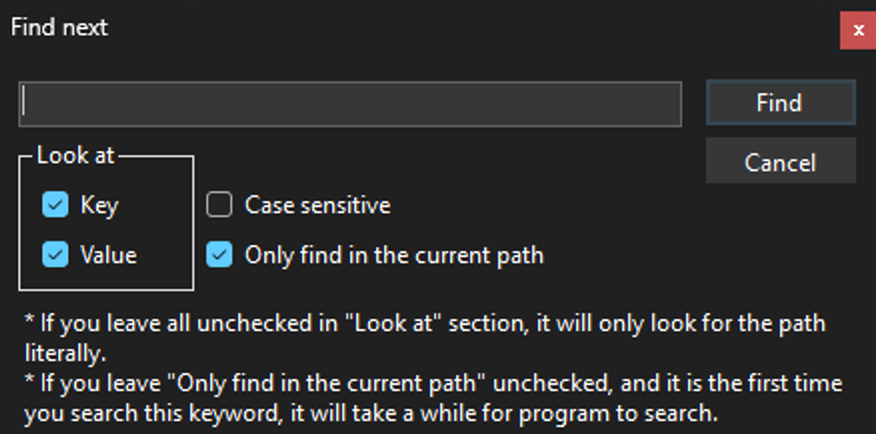 Find next
x
Find
Look at
Cancel
Key
Case sensitive
Value
Only find in the current path
* If you leave all unchecked in "Look at" section, it will only look for the path
literally.
* If you leave "Only find in the current path" unchecked, and it is the first time
you search this keyword, it will take a while for program to search.